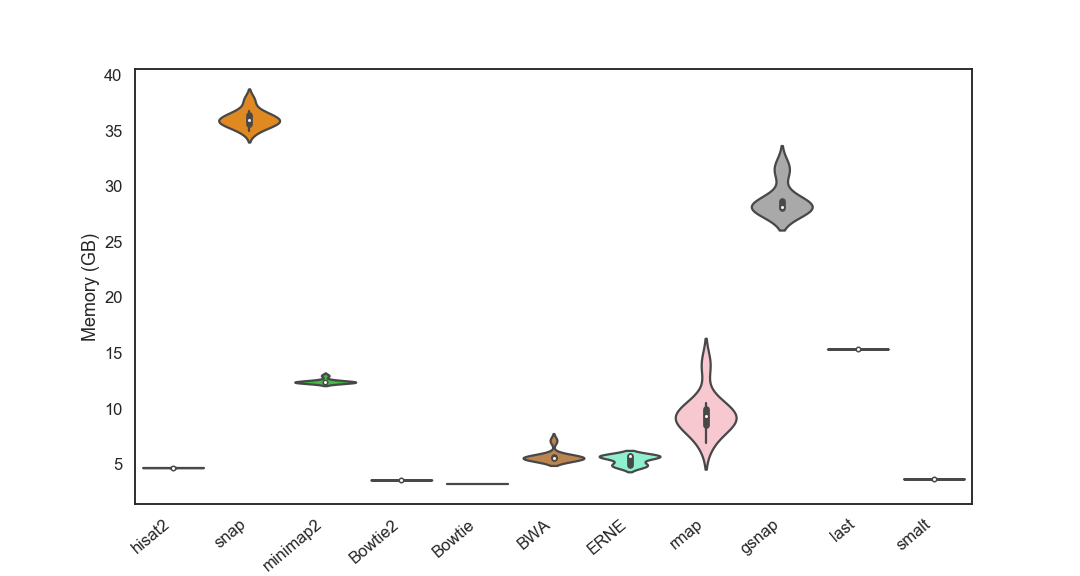 40
35
30
25
20
15
10
5
Memory (GB)
hisat2
snap
minimap2
Bowtie2
Bowtie
BWA
ERNE
rmap
gsnap
last
smalt